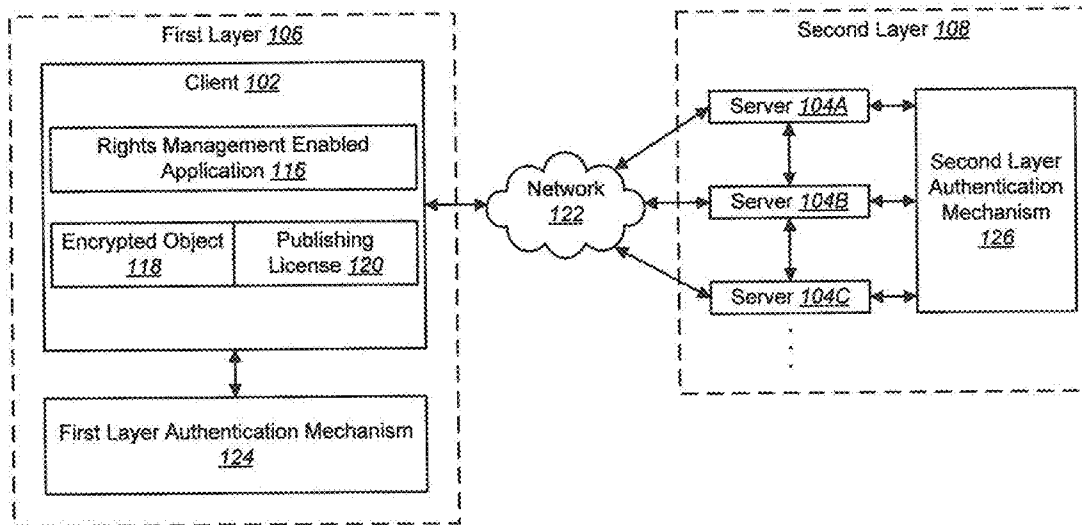 First Layer 106
Client 102
Rights Management Enabled
Application 116
Encrypted Object
118
Publishing
License 120
First Layer Authentication Mechanism
124
Network
122
Second Layer 108
Server 104A
Server 104B
Server 104C
Second Layer
Authentication
Mechanism
126